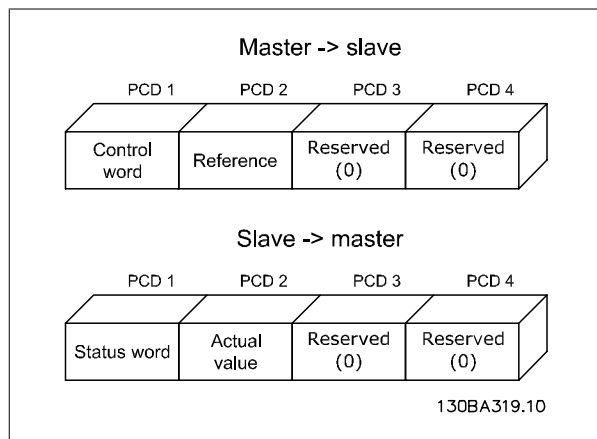 Master -> slave
PCD 1 PCD 2 PCD 3 PCD 4
Control word
Reference
Reserved (0)
Reserved (0)
Slave -> master
PCD 1 PCD 2 PCD 3 PCD 4
Status word
Actual value
Reserved (0)
Reserved (0)
130BA319.10